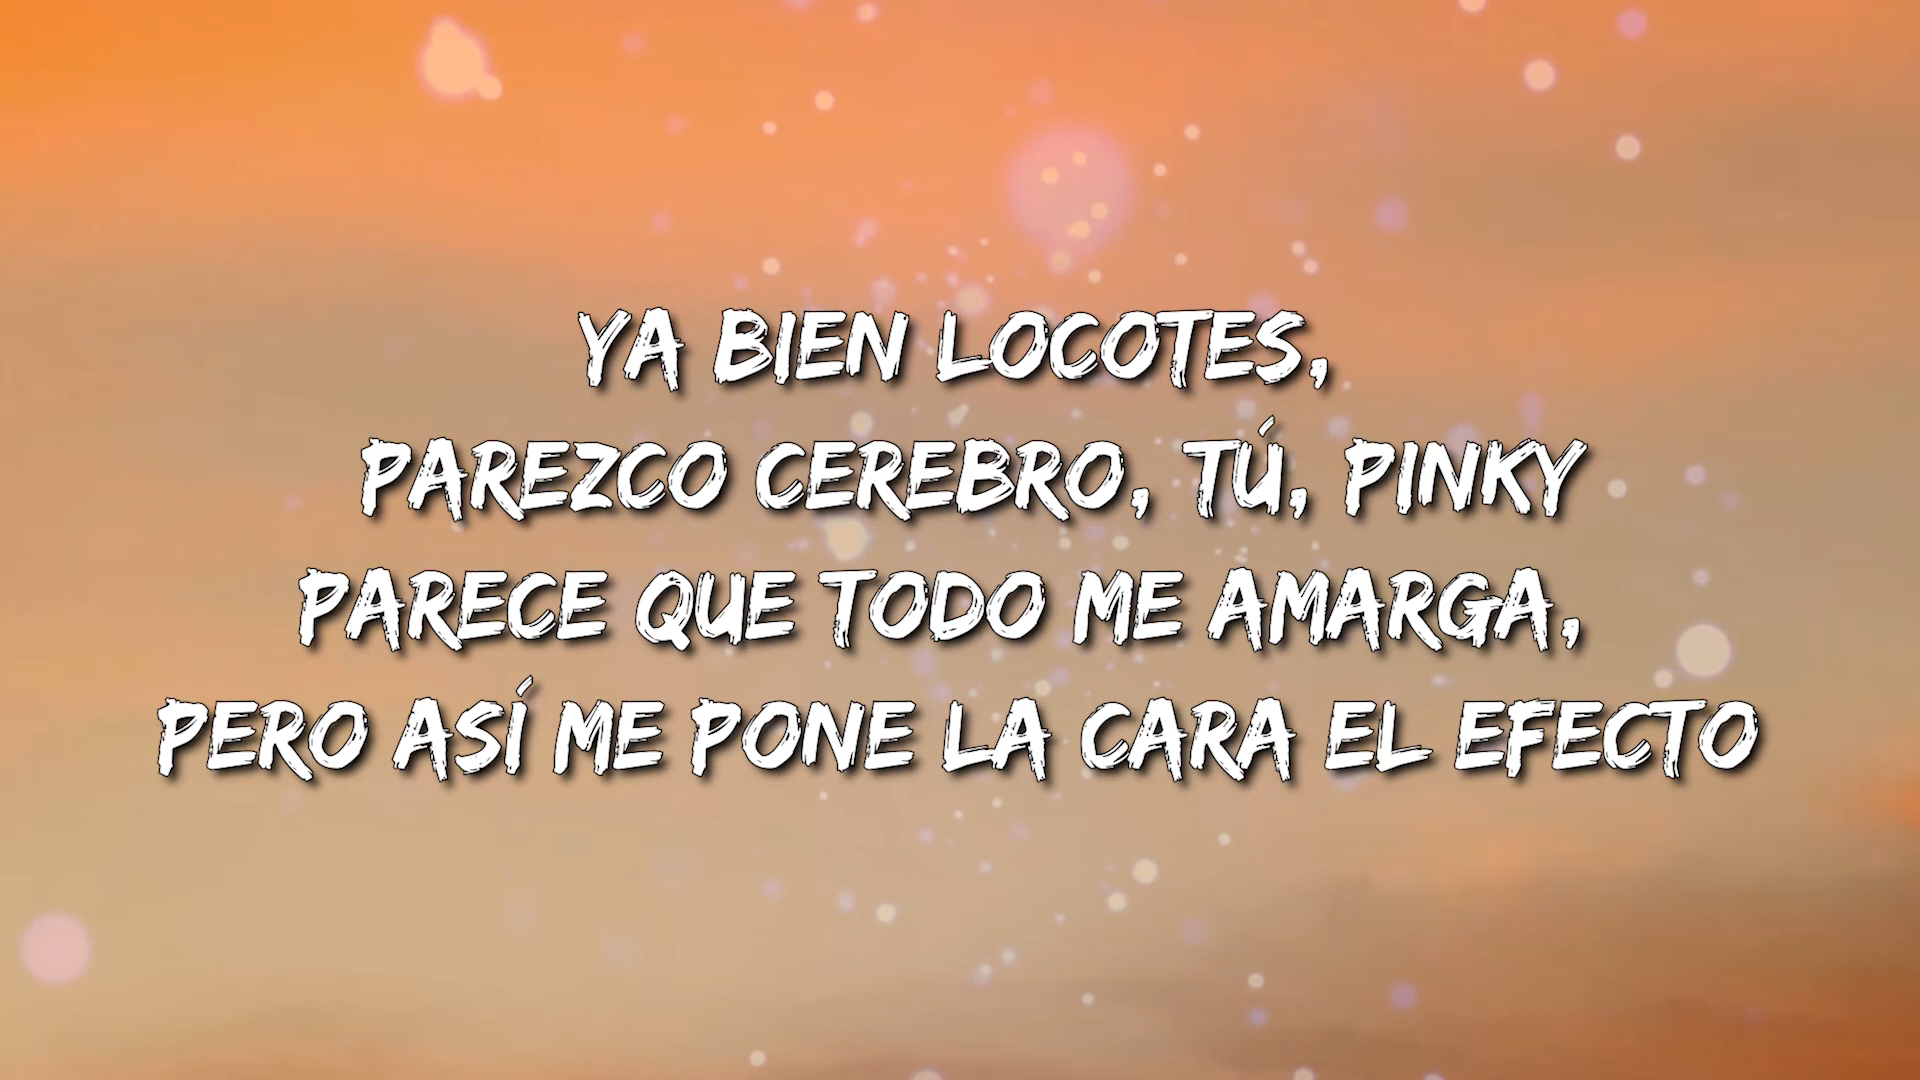 YA BIEN LOCOTES,
PAREZCO CEREBRO, TÚ, PINKY
PARECE QUE TODO ME AMARGA,
PERO ASÍ ME PONE LA CARA EL EFECTO